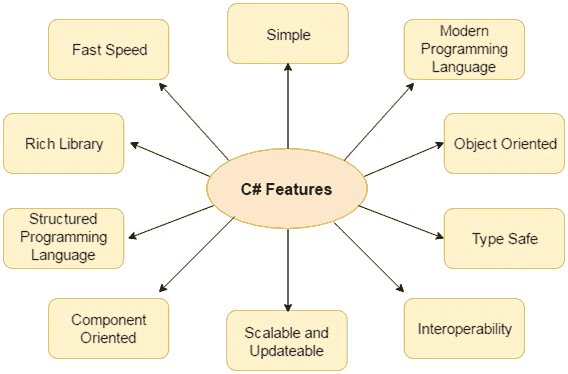 Simple
Modern
Programming
Language
Fast Speed
Rich Library
Object Oriented
C# Features
Structured
Programming
Language
Type Safe
Component
Oriented
Scalable and
Updateable
Interoperability